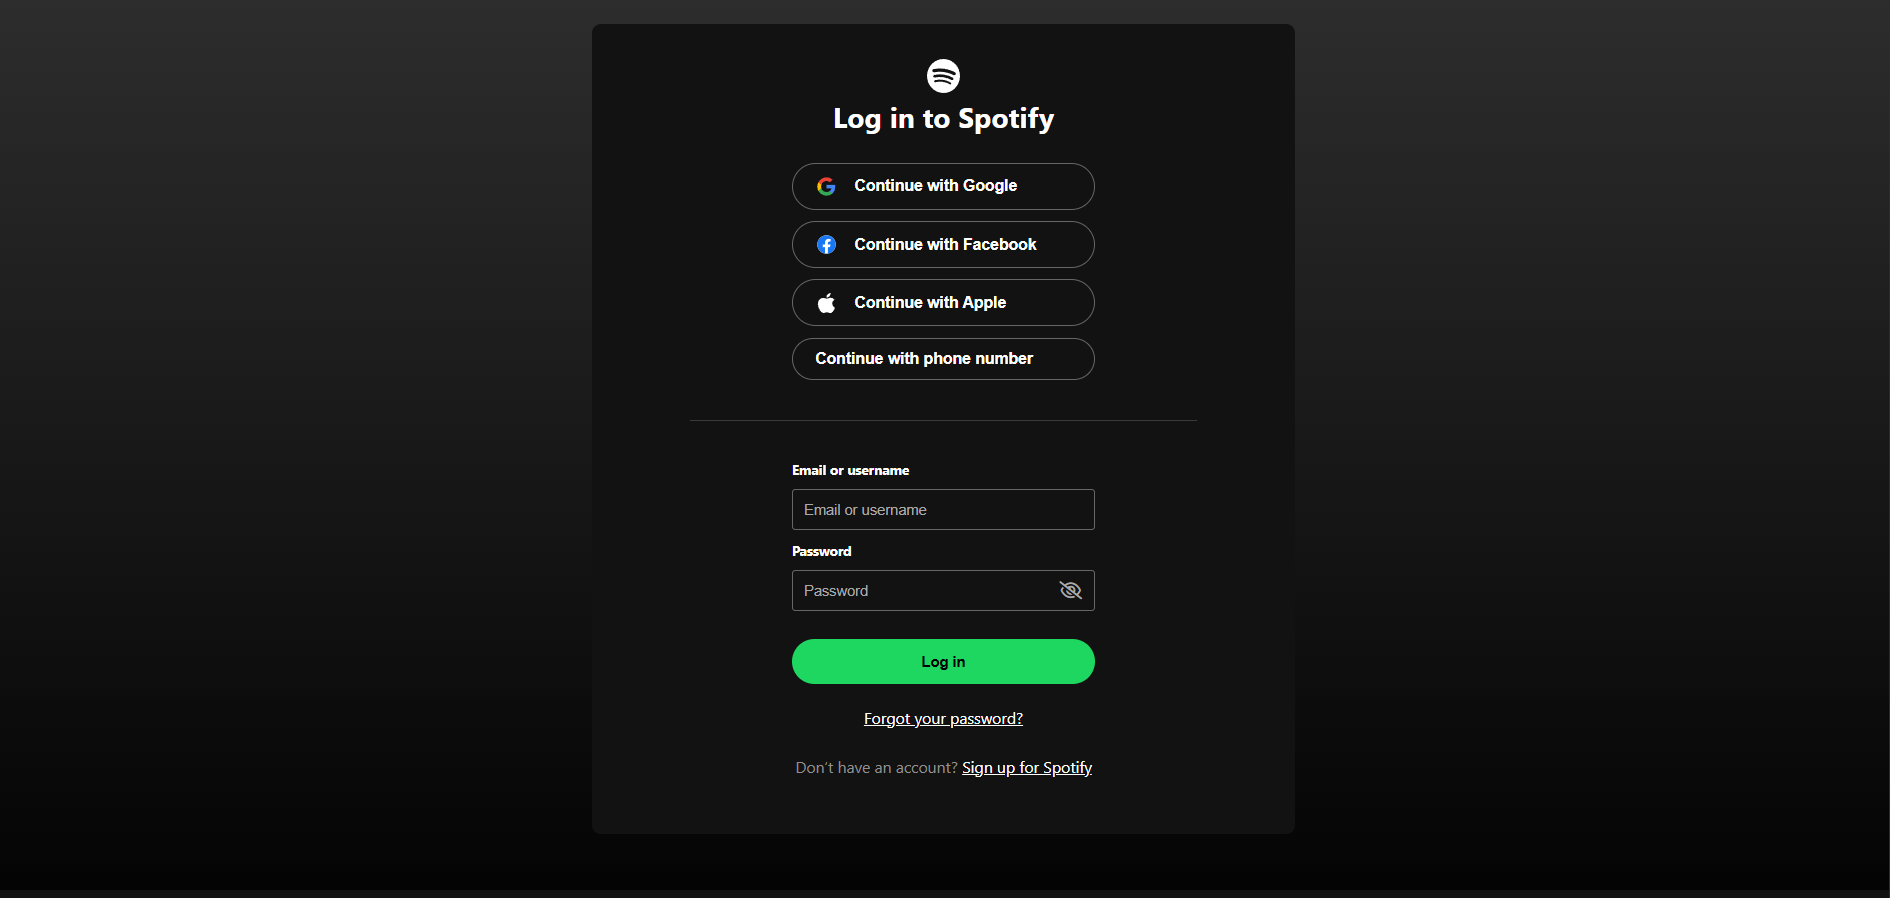 Log in to Spotify
Continue with Google
Continue with Facebook
Continue with Apple
Continue with phone number
Email or username
Email or username
Password
Password
Log in
Forgot your password?
Don't have an account? Sign up for Spotify